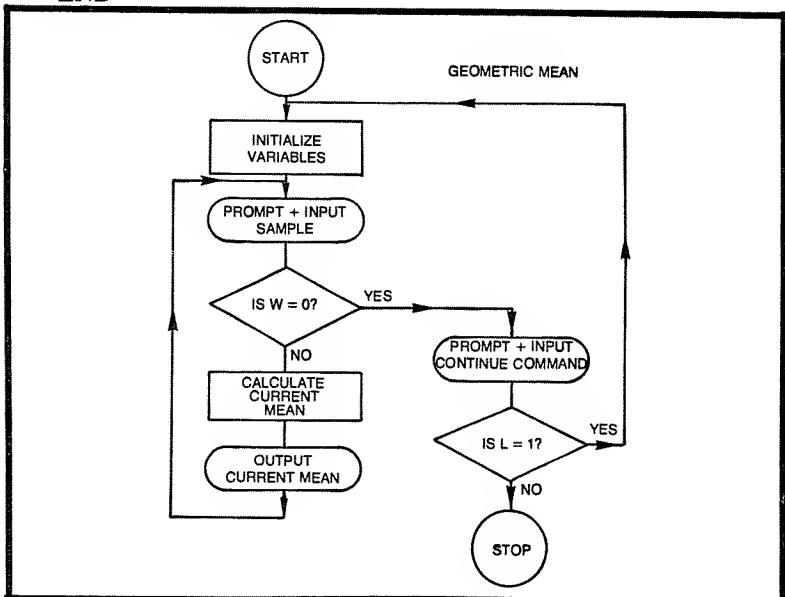 END
START
GEOMETRIC MEAN
INITIALIZE
VARIABLES
PROMPT + INPUT
SAMPLE
IS W = 0?
YES
NO
PROMPT + INPUT
CONTINUE COMMAND
CALCULATE
CURRENT
MEAN
IS L = 1?
YES
OUTPUT
CURRENT MEAN
NO
STOP